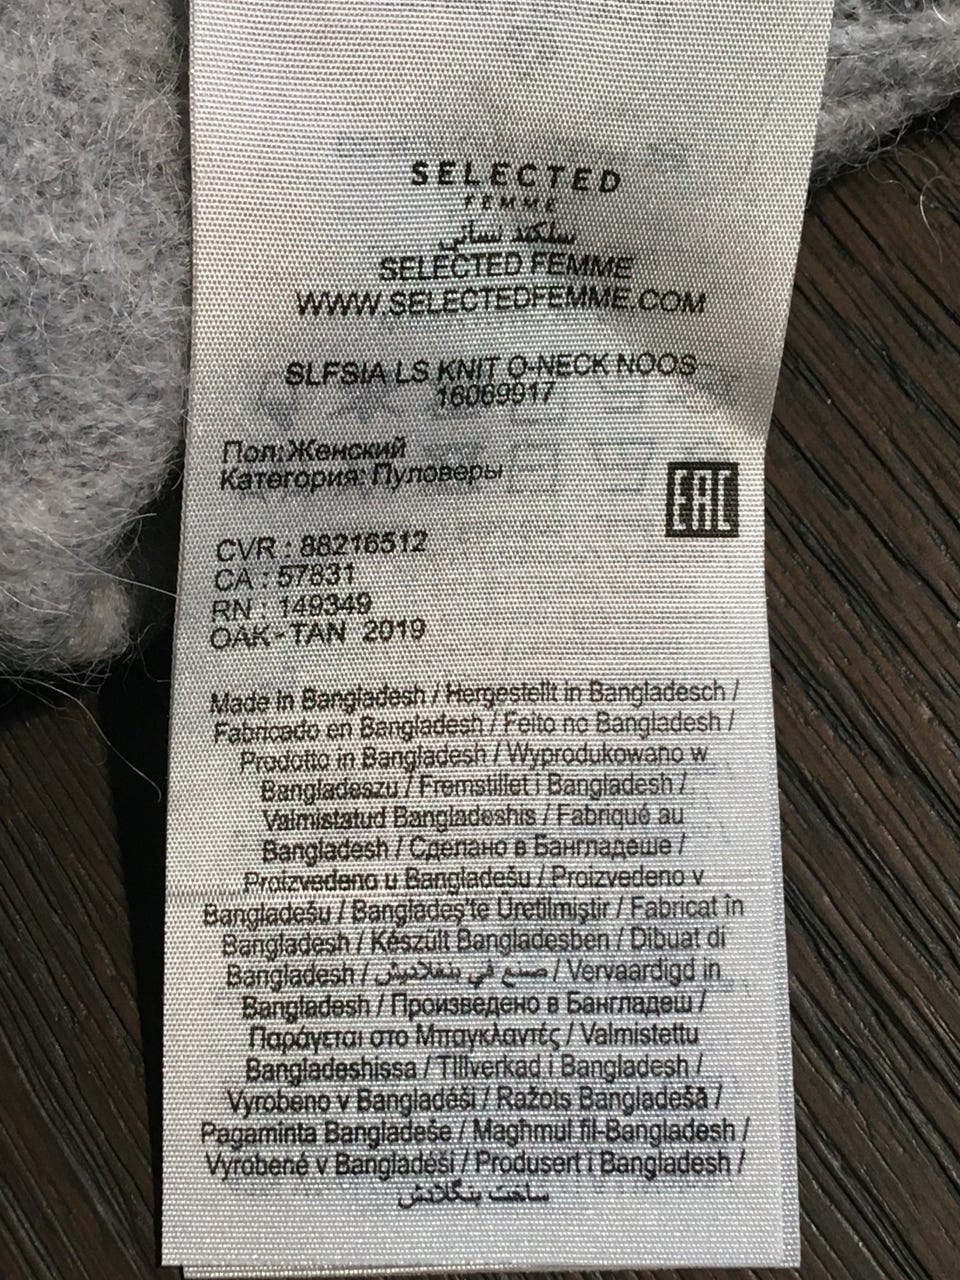 SELECTED
FEMME
سلكتد نسائي
SELECTED FEMME
WWW.SELECTEDFEMME.COM
SLFSIA LS KNIT O-NECK NOOS
16069917
Пол:Женский
Категория: Пуловеры
EAC
CVR : 88216512
CA : 57831
RN : 149349
OAK-TAN 2019
Made in Bangladesh / Hergestellt in Bangladesch /
Fabricado en Bangladesh / Feito no Bangladesh /
Prodotto in Bangladesh / Wyprodukowano w
Bangladeszu / Fremstillet i Bangladesh /
Valmistatud Bangladeshis / Fabriqué au
Bangladesh / Сделано в Бангладеше /
Proizvedeno u Bangladešu / Proizvedeno v
Bangladešu / Bangladeş'te Üretilmiştir / Fabricat în
Bangladesh / Készült Bangladesben / Dibuat di
Bangladesh / صنع في بنغلاديش / Vervaardigd in
Bangladesh / Произведено в Бангладеш /
Παράγεται στο Μπαγκλαντές / Valmistettu
Bangladeshissa / Tillverkad i Bangladesh /
Vyrobeno v Bangladéši / Ražots Bangladešā /
Pagaminta Bangladeše / Magħmul fil-Bangladesh /
Vyrobené v Bangladéši / Produsert i Bangladesh /
ساخت بنگلادش